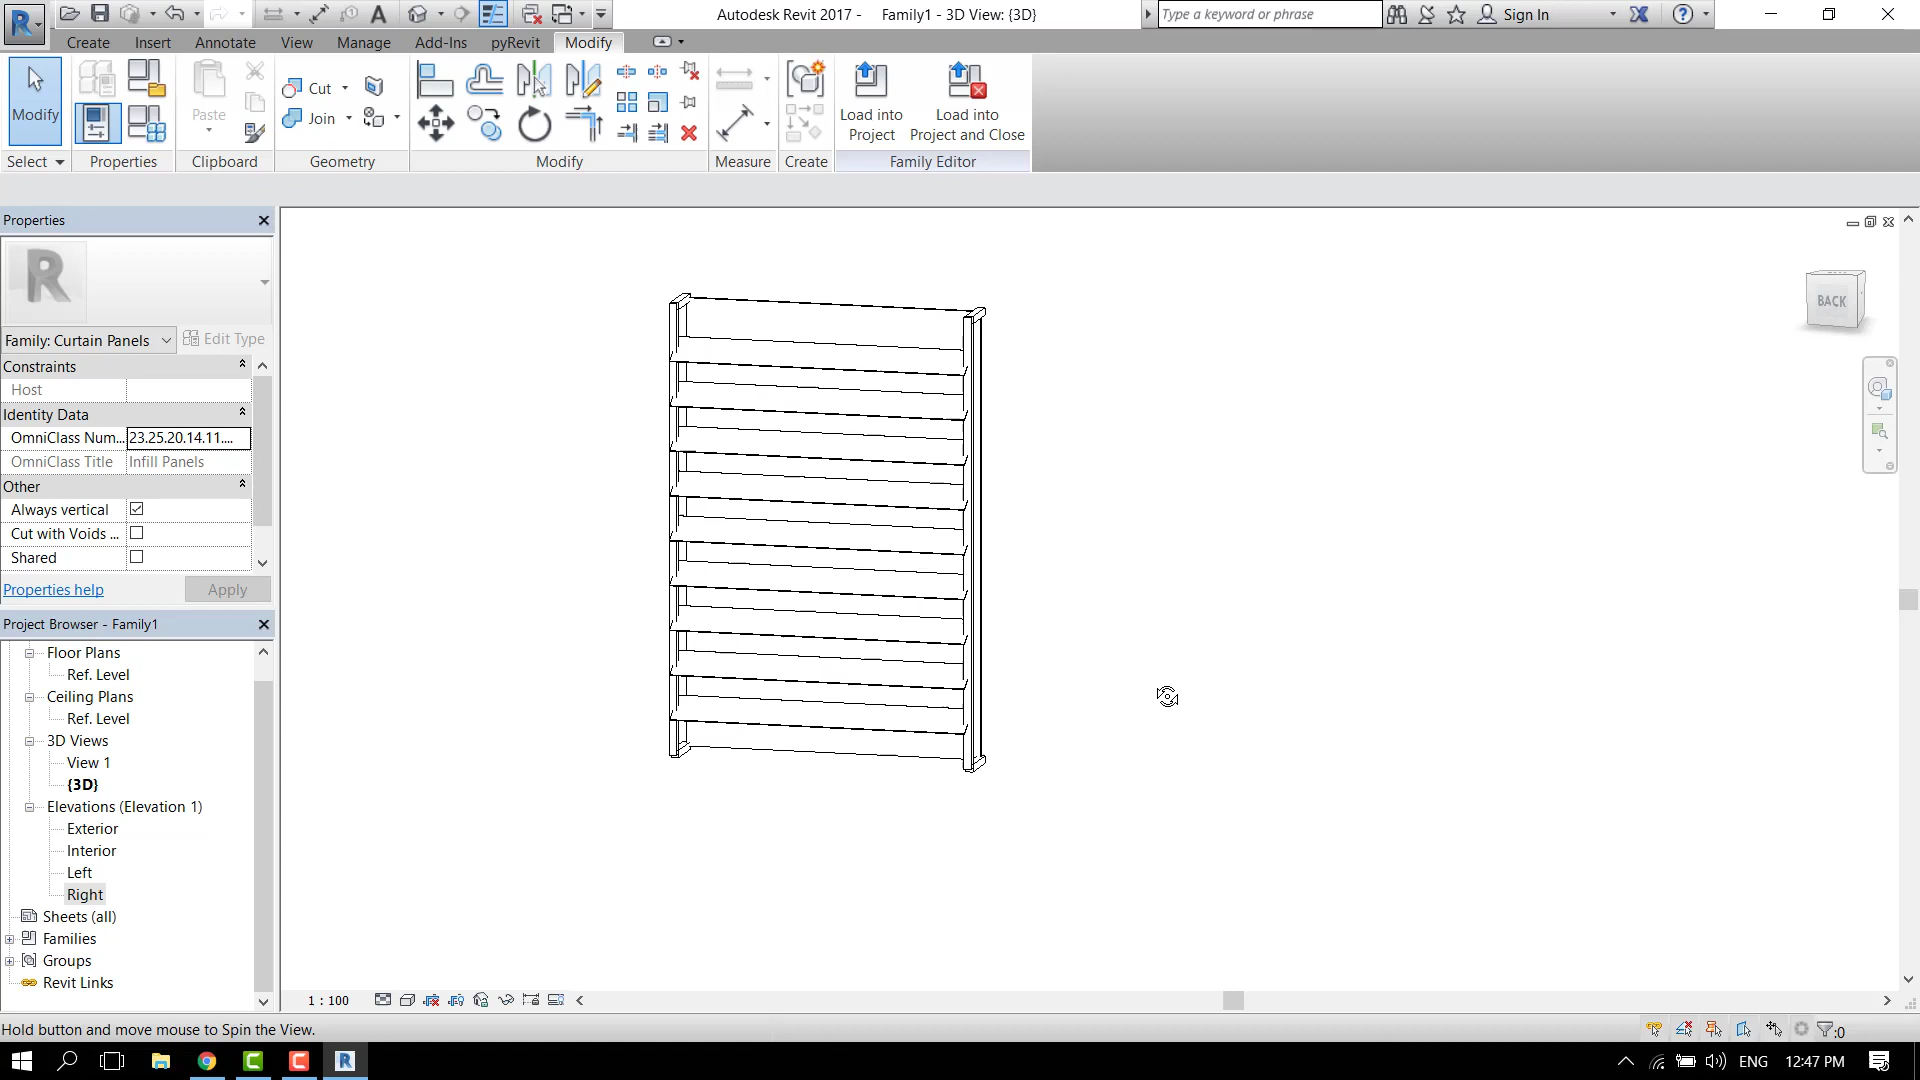 Autodesk Revit 2017 - Family1 - 3D View: {3D}
Type a keyword or phrase
Sign In
Create Insert Annotate View Manage Add-Ins pyRevit Modify
Modify
Paste
Cut
Join
Load into Project
Load into Project and Close
Select Properties Clipboard Geometry Modify Measure Create Family Editor
Properties
R
Family: Curtain Panels Edit Type
Constraints
Host
Identity Data
OmniClass Num... 23.25.20.14.11....
OmniClass Title Infill Panels
Other
Always vertical
Cut with Voids ...
Shared
Properties help Apply
Project Browser - Family1
Floor Plans
Ref. Level
Ceiling Plans
Ref. Level
3D Views
View 1
{3D}
Elevations (Elevation 1)
Exterior
Interior
Left
Right
Sheets (all)
Families
Groups
Revit Links
BACK
1 : 100
Hold button and move mouse to Spin the View.
:0
ENG 12:47 PM